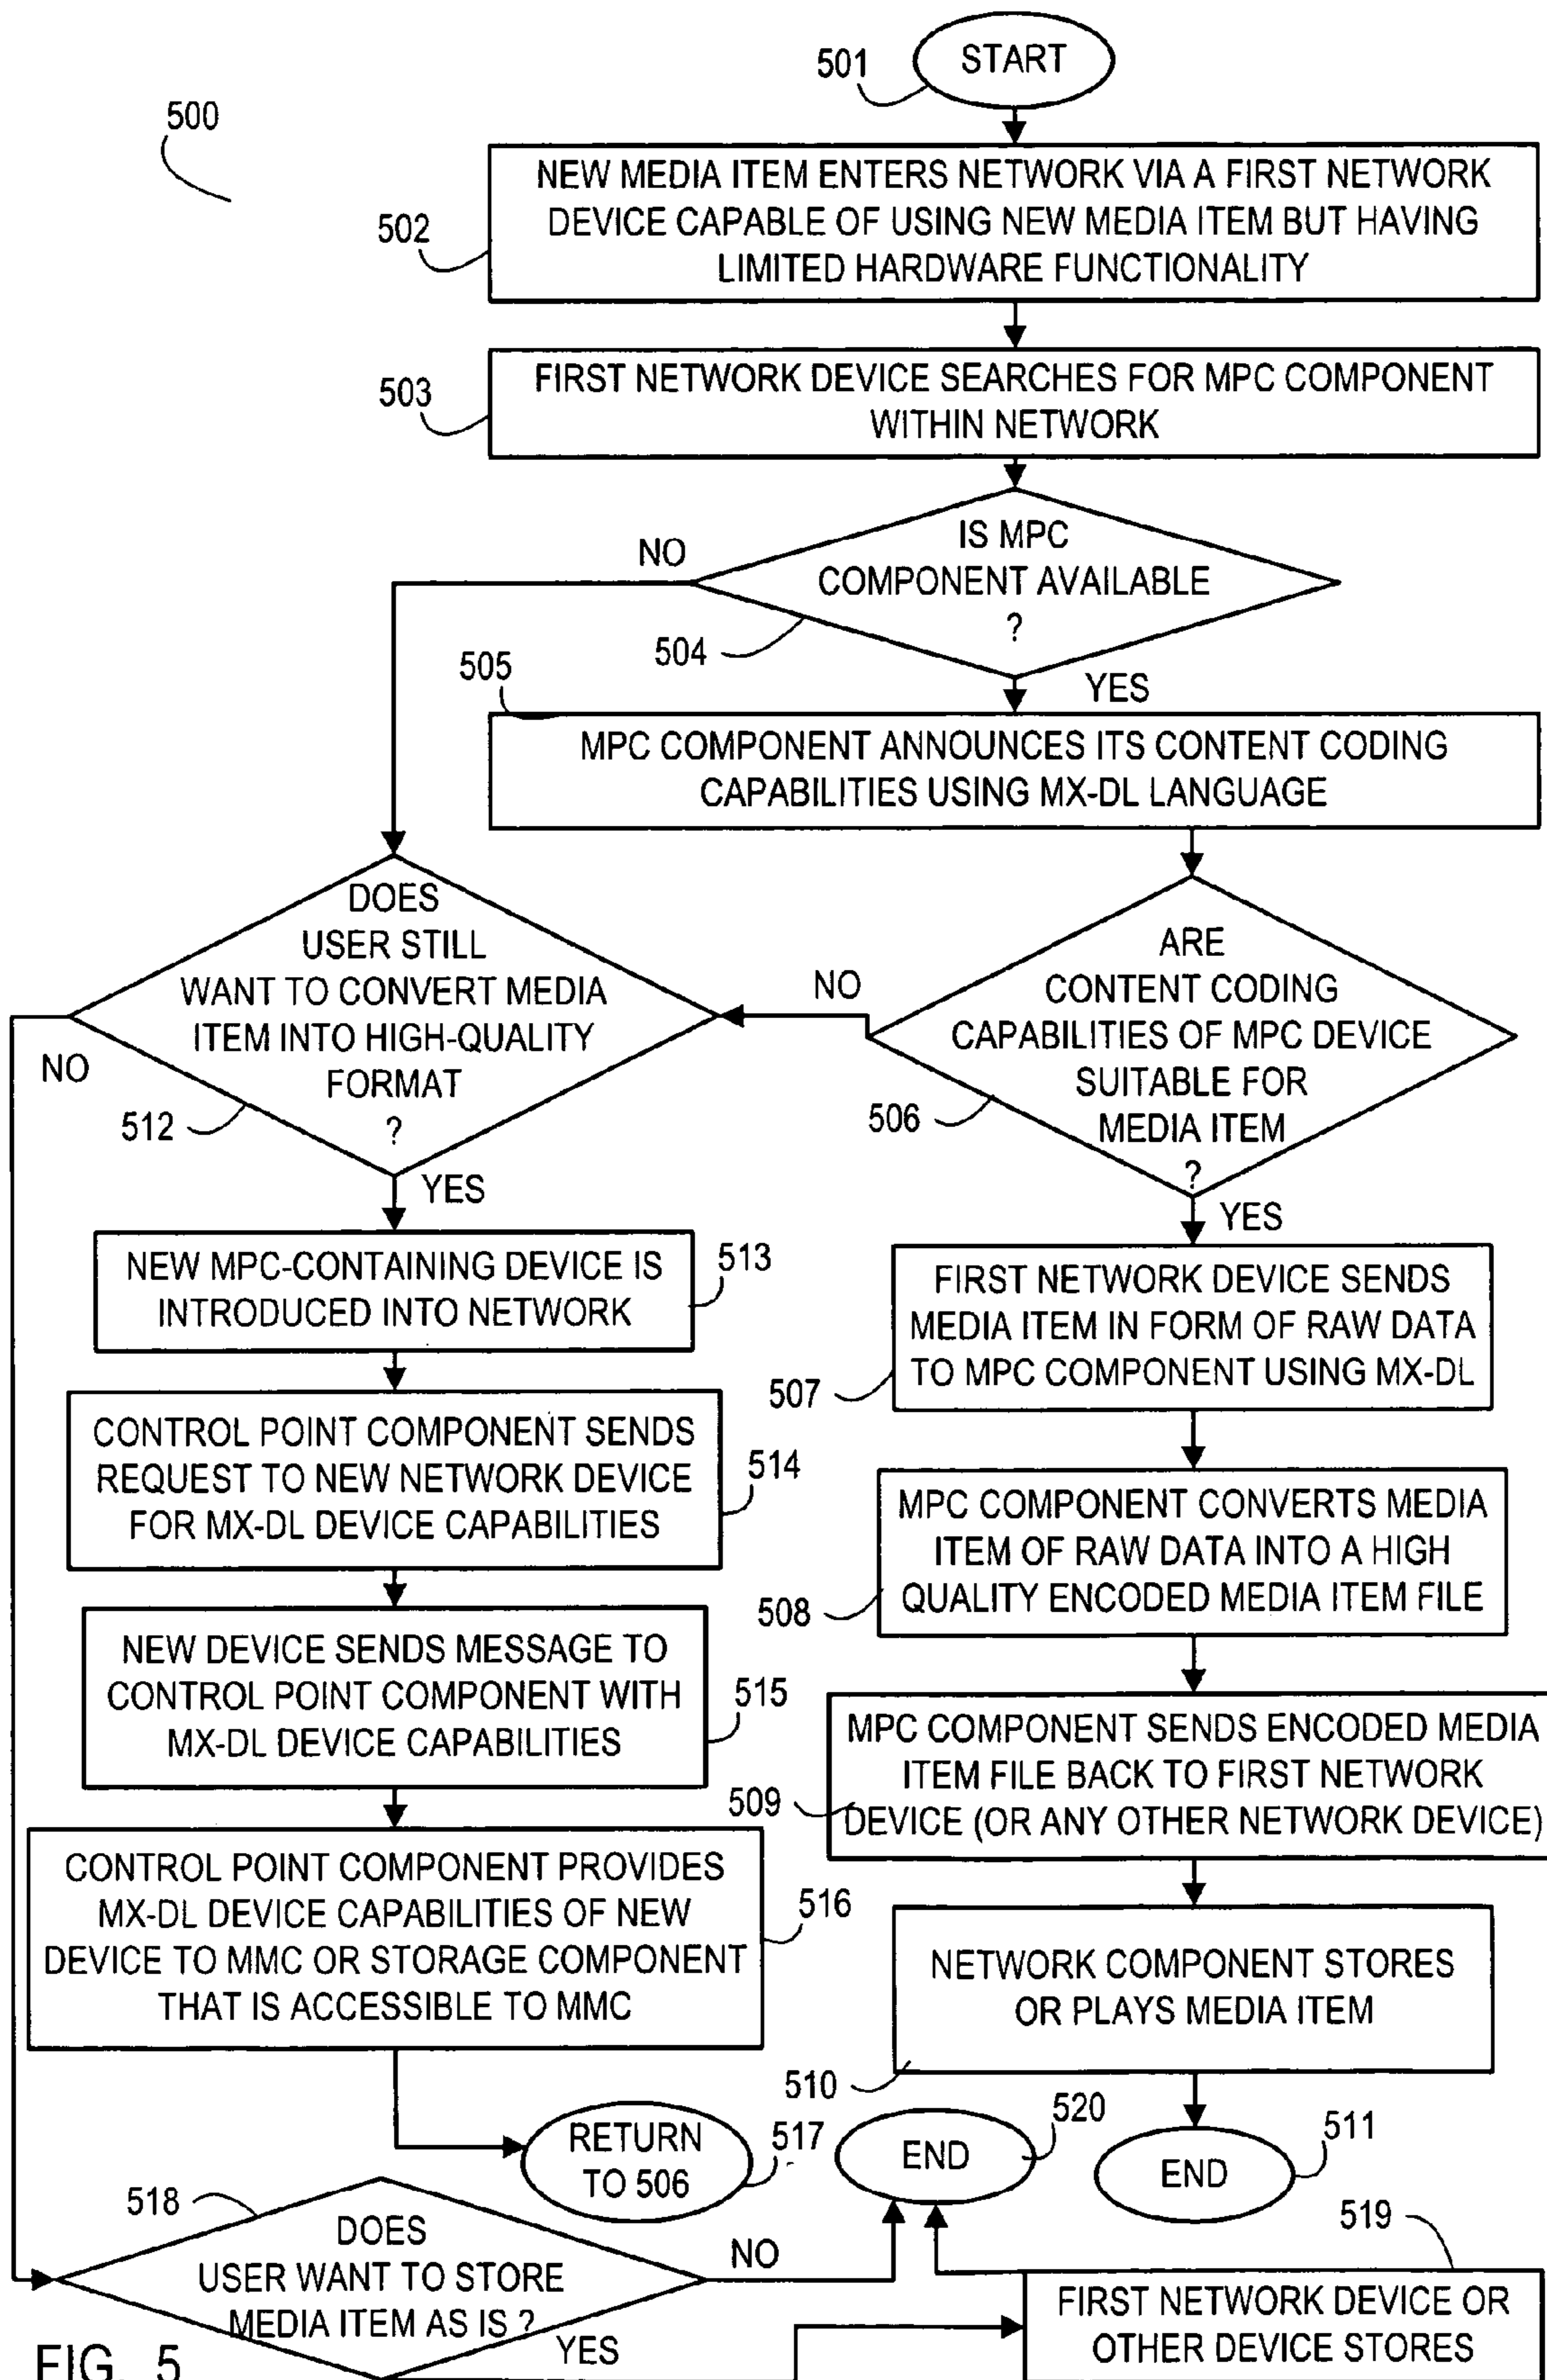 START
501
500
NEW MEDIA ITEM ENTERS NETWORK VIA A FIRST NETWORK
DEVICE CAPABLE OF USING NEW MEDIA ITEM BUT HAVING
LIMITED HARDWARE FUNCTIONALITY
502
FIRST NETWORK DEVICE SEARCHES FOR MPC COMPONENT
WITHIN NETWORK
503
IS MPC
COMPONENT AVAILABLE
?
NO
504
YES
505
MPC COMPONENT ANNOUNCES ITS CONTENT CODING
CAPABILITIES USING MX-DL LANGUAGE
DOES
USER STILL
WANT TO CONVERT MEDIA
ITEM INTO HIGH-QUALITY
FORMAT
?
NO
512
YES
ARE
CONTENT CODING
CAPABILITIES OF MPC DEVICE
SUITABLE FOR
MEDIA ITEM
?
NO
506
YES
NEW MPC-CONTAINING DEVICE IS
INTRODUCED INTO NETWORK
513
FIRST NETWORK DEVICE SENDS
MEDIA ITEM IN FORM OF RAW DATA
TO MPC COMPONENT USING MX-DL
507
CONTROL POINT COMPONENT SENDS
REQUEST TO NEW NETWORK DEVICE
FOR MX-DL DEVICE CAPABILITIES
514
MPC COMPONENT CONVERTS MEDIA
ITEM OF RAW DATA INTO A HIGH
QUALITY ENCODED MEDIA ITEM FILE
508
NEW DEVICE SENDS MESSAGE TO
CONTROL POINT COMPONENT WITH
MX-DL DEVICE CAPABILITIES
515
MPC COMPONENT SENDS ENCODED MEDIA
ITEM FILE BACK TO FIRST NETWORK
DEVICE (OR ANY OTHER NETWORK DEVICE)
509
CONTROL POINT COMPONENT PROVIDES
MX-DL DEVICE CAPABILITIES OF NEW
DEVICE TO MMC OR STORAGE COMPONENT
THAT IS ACCESSIBLE TO MMC
516
NETWORK COMPONENT STORES
OR PLAYS MEDIA ITEM
510
RETURN
TO 506
517
END
520
END
511
518
DOES
USER WANT TO STORE
MEDIA ITEM AS IS ?
NO
YES
519
FIRST NETWORK DEVICE OR
OTHER DEVICE STORES
FIG. 5